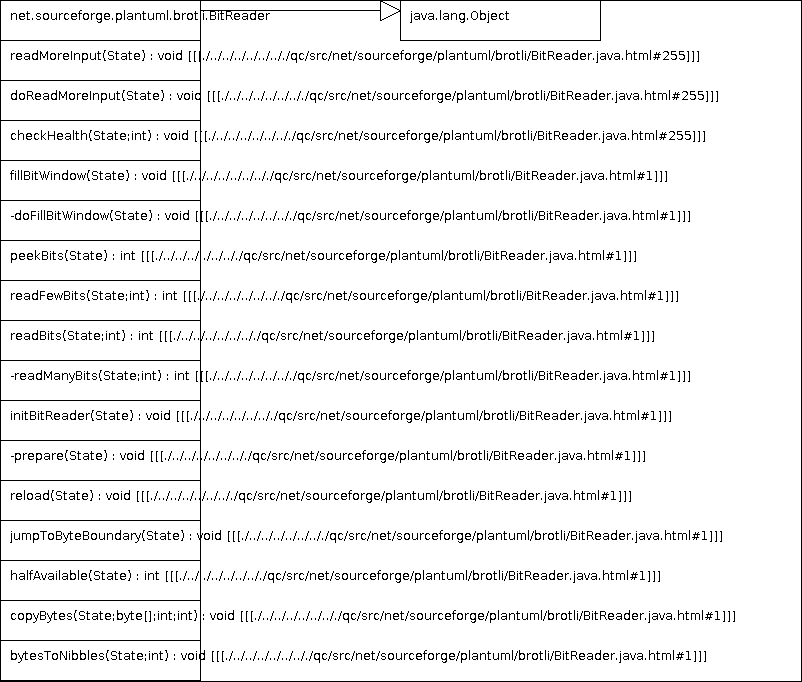 net.sourceforge.plantuml.brotli.BitReader
java.lang.Object
readMoreInput(State) : void [[[./../../../../../../../qc/src/net/sourceforge/plantuml/brotli/BitReader.java.html#255]]]
doReadMoreInput(State) : void [[[./../../../../../../../qc/src/net/sourceforge/plantuml/brotli/BitReader.java.html#255]]]
checkHealth(State;int) : void [[[./../../../../../../../qc/src/net/sourceforge/plantuml/brotli/BitReader.java.html#255]]]
fillBitWindow(State) : void [[[./../../../../../../../qc/src/net/sourceforge/plantuml/brotli/BitReader.java.html#1]]]
-doFillBitWindow(State) : void [[[./../../../../../../../qc/src/net/sourceforge/plantuml/brotli/BitReader.java.html#1]]]
peekBits(State) : int [[[./../../../../../../../qc/src/net/sourceforge/plantuml/brotli/BitReader.java.html#1]]]
readFewBits(State;int) : int [[[./../../../../../../../qc/src/net/sourceforge/plantuml/brotli/BitReader.java.html#1]]]
readBits(State;int) : int [[[./../../../../../../../qc/src/net/sourceforge/plantuml/brotli/BitReader.java.html#1]]]
-readManyBits(State;int) : int [[[./../../../../../../../qc/src/net/sourceforge/plantuml/brotli/BitReader.java.html#1]]]
initBitReader(State) : void [[[./../../../../../../../qc/src/net/sourceforge/plantuml/brotli/BitReader.java.html#1]]]
-prepare(State) : void [[[./../../../../../../../qc/src/net/sourceforge/plantuml/brotli/BitReader.java.html#1]]]
reload(State) : void [[[./../../../../../../../qc/src/net/sourceforge/plantuml/brotli/BitReader.java.html#1]]]
jumpToByteBoundary(State) : void [[[./../../../../../../../qc/src/net/sourceforge/plantuml/brotli/BitReader.java.html#1]]]
halfAvailable(State) : int [[[./../../../../../../../qc/src/net/sourceforge/plantuml/brotli/BitReader.java.html#1]]]
copyBytes(State;byte[];int;int) : void [[[./../../../../../../../qc/src/net/sourceforge/plantuml/brotli/BitReader.java.html#1]]]
bytesToNibbles(State;int) : void [[[./../../../../../../../qc/src/net/sourceforge/plantuml/brotli/BitReader.java.html#1]]]